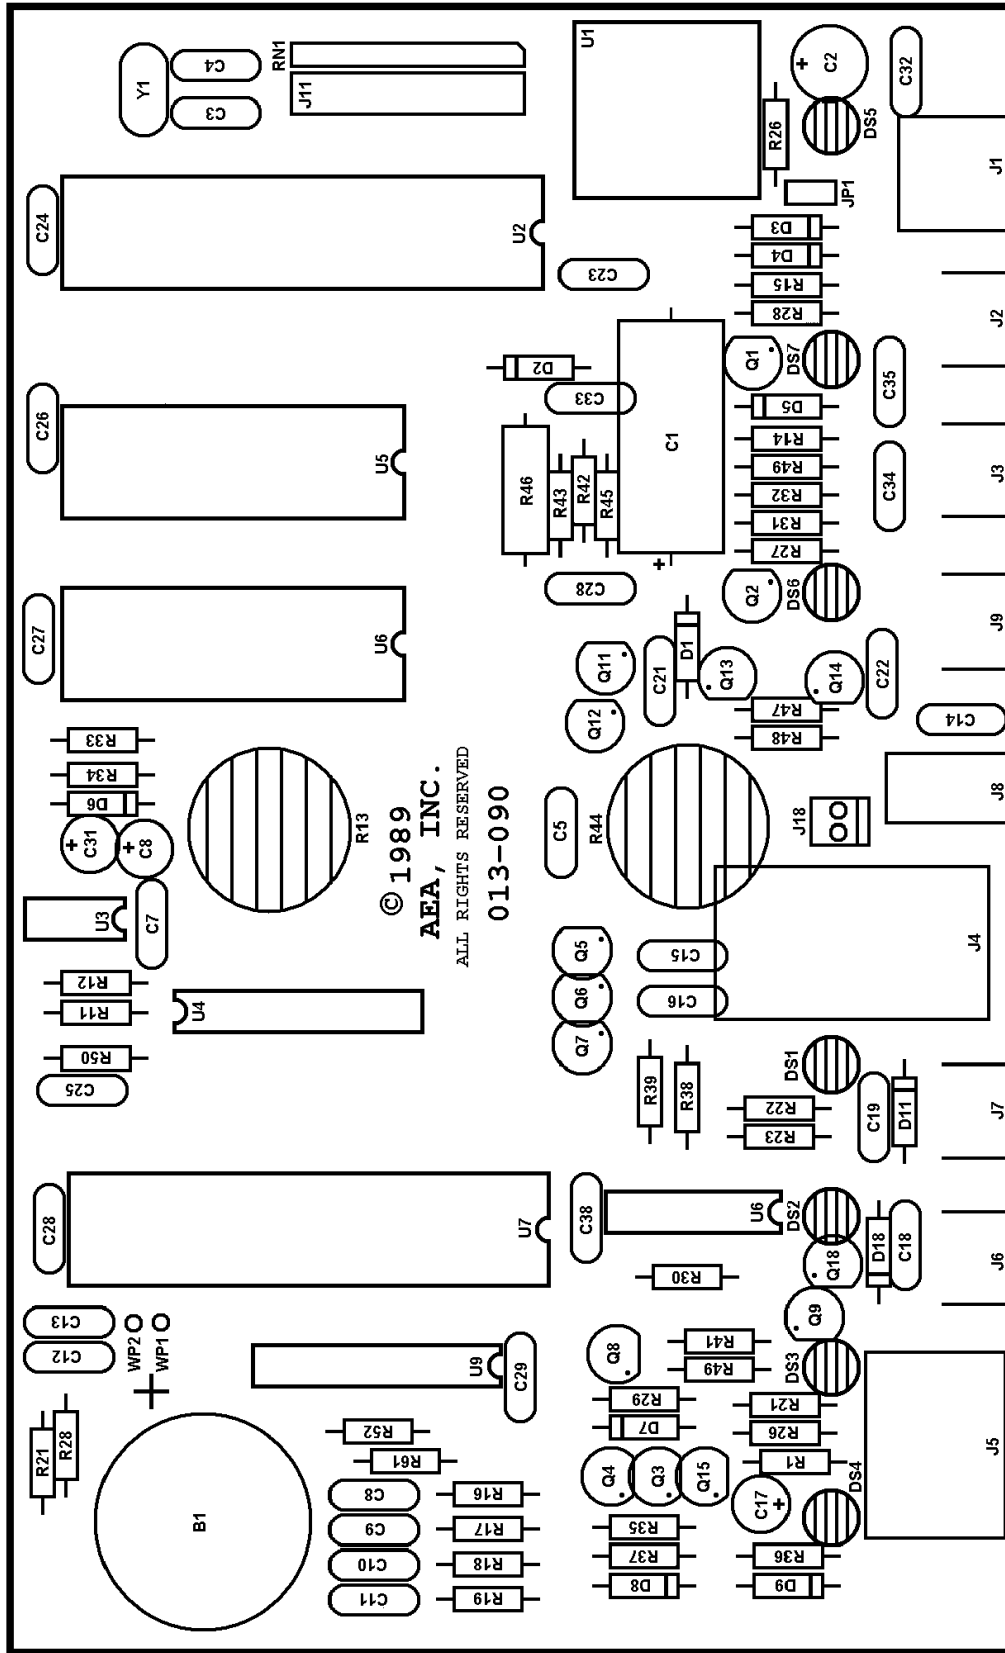 C4
C3
Y1
RN1
J11
U1
C2
C32
DS5
R26
J1
JP1
C24
U2
C23
D3
D4
R15
R28
J2
Q1
DS7
C35
D2
C33
C26
U5
C1
D5
R14
R49
R32
R31
R27
J3
C34
R46
R43
R42
R45
C28
Q2
DS6
J9
C27
U6
Q11
Q12
C21
D1
Q13
Q14
C22
R47
R48
C14
R33
R34
D6
C31
C8
R13
© 1989
AEA, INC.
ALL RIGHTS RESERVED
013-090
C5
R44
J18
J8
U3
C7
R12
R11
U4
Q5
Q6
Q7
C15
C16
J4
R50
C25
R39
R38
DS1
R22
R23
C19
D11
J7
C28
U7
C38
U6
DS2
Q18
D18
C18
J6
R30
C13
C12
WP2
WP1
U9
C29
Q8
R41
R49
Q9
DS3
R21
R28
B1
R52
R61
C8
C9
C10
C11
R16
R17
R18
R19
R29
D7
Q4
Q3
Q15
R35
R37
D8
R21
R26
R1
C17
DS4
R36
D9
J5